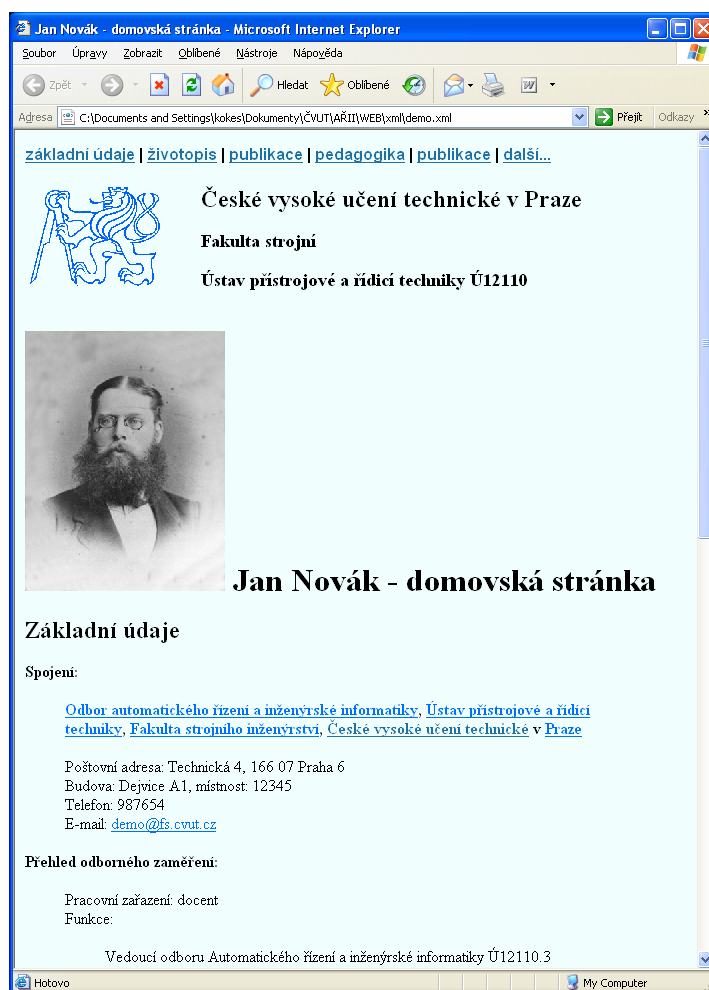 Jan Novák - domovská stránka - Microsoft Internet Explorer
Soubor Úpravy Zobrazit Oblíbené Nástroje Nápověda
Zpět Hledat Oblíbené
Adresa C:\Documents and Settings\kokes\Dokumenty\ČVUT\AŘII\WEB\xml\demo.xml Přejít Odkazy »
základní údaje | životopis | publikace | pedagogika | publikace | další...
České vysoké učení technické v Praze
Fakulta strojní
Ústav přístrojové a řídicí techniky Ú12110
Jan Novák - domovská stránka
Základní údaje
Spojení:
Odbor automatického řízení a inženýrské informatiky, Ústav přístrojové a řídící
techniky, Fakulta strojního inženýrství, České vysoké učení technické v Praze
Poštovní adresa: Technická 4, 166 07 Praha 6
Budova: Dejvice A1, místnost: 12345
Telefon: 987654
E-mail: demo@fs.cvut.cz
Přehled odborného zaměření:
Pracovní zařazení: docent
Funkce:
Vedoucí odboru Automatického řízení a inženýrské informatiky Ú12110.3
Hotovo My Computer